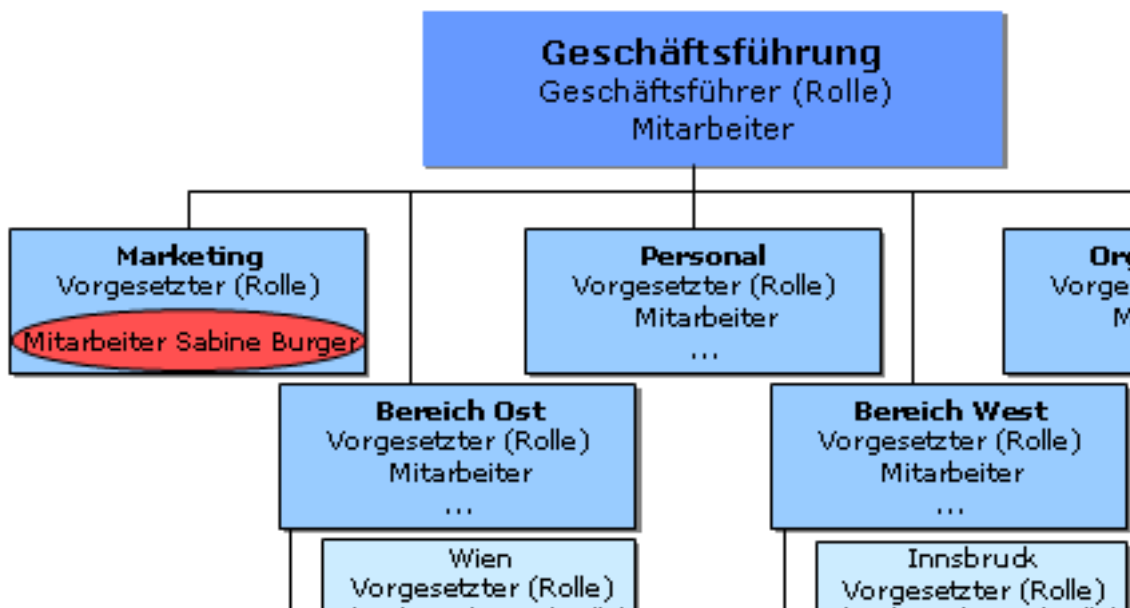 Geschäftsführung
Geschäftsführer (Rolle)
Mitarbeiter
Marketing
Vorgesetzter (Rolle)
Mitarbeiter Sabine Burger
Personal
Vorgesetzter (Rolle)
Mitarbeiter
...
Bereich Ost
Vorgesetzter (Rolle)
Mitarbeiter
...
Bereich West
Vorgesetzter (Rolle)
Mitarbeiter
...
Wien
Vorgesetzter (Rolle)
Innsbruck
Vorgesetzter (Rolle)